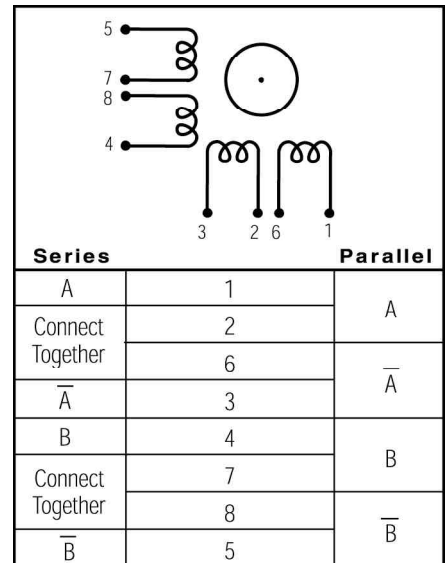 5
7
8
4
3 2 6 1
Series Parallel
A 1 A
Connect Together 2
6 A̅
A̅ 3
B 4 B
Connect Together 7
8 B̅
B̅ 5